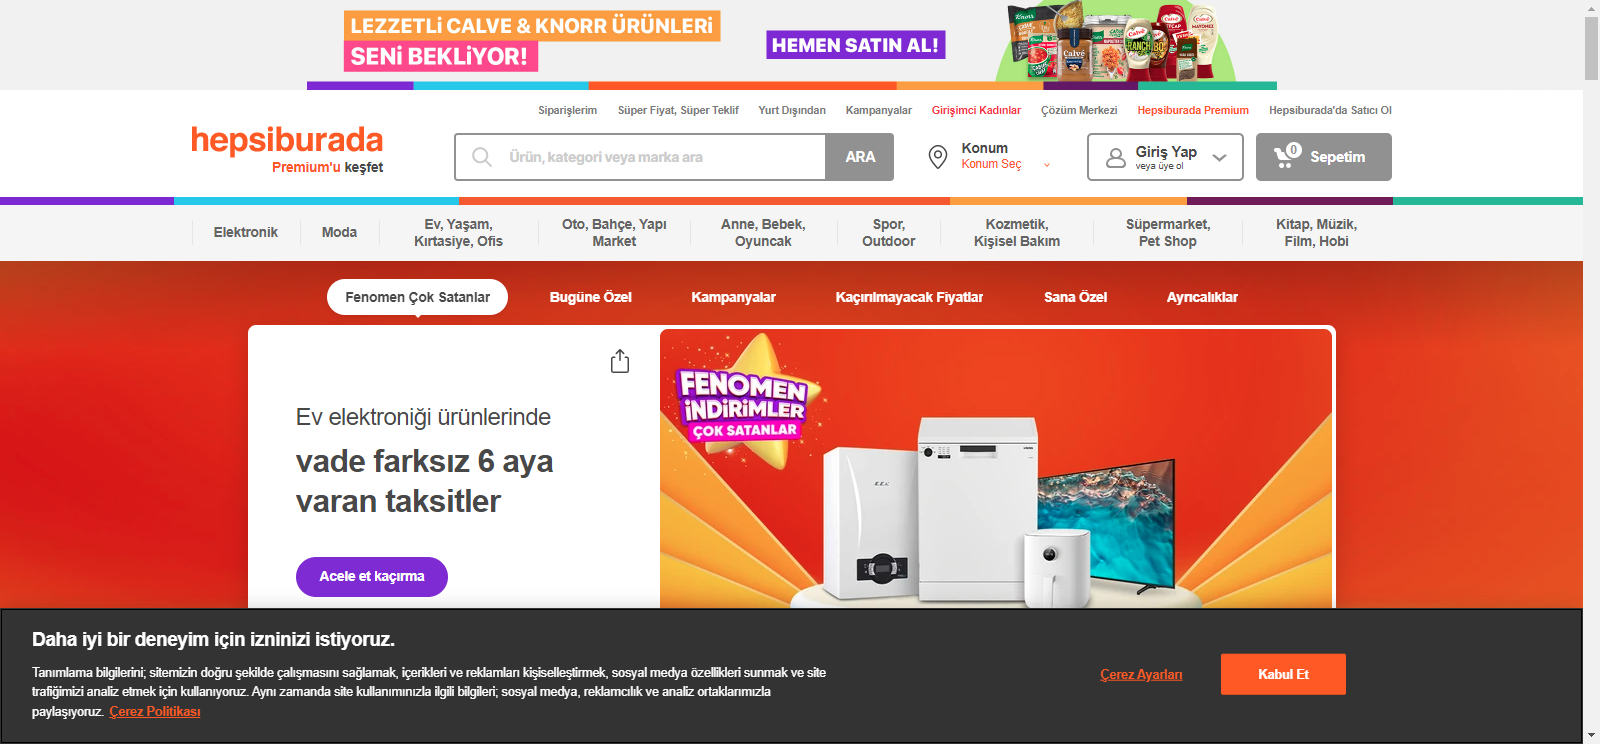 LEZZETLİ CALVE & KNORR ÜRÜNLERİ
SENİ BEKLİYOR!
HEMEN SATIN AL!
Siparişlerim
Süper Fiyat, Süper Teklif
Yurt Dışından
Kampanyalar
Girişimci Kadınlar
Çözüm Merkezi
Hepsiburada Premium
Hepsiburada'da Satıcı Ol
hepsiburada
Premium'u keşfet
Ürün, kategori veya marka ara
ARA
Konum
Konum Seç
Giriş Yap
veya üye ol
0
Sepetim
Elektronik
Moda
Ev, Yaşam,
Kırtasiye, Ofis
Oto, Bahçe, Yapı
Market
Anne, Bebek,
Oyuncak
Spor,
Outdoor
Kozmetik,
Kişisel Bakım
Süpermarket,
Pet Shop
Kitap, Müzik,
Film, Hobi
Fenomen Çok Satanlar
Bugüne Özel
Kampanyalar
Kaçırılmayacak Fiyatlar
Sana Özel
Ayrıcalıklar
Ev elektroniği ürünlerinde
vade farksız 6 aya
varan taksitler
Acele et kaçırma
FENOMEN
İNDİRİMLER
ÇOK SATANLAR
Daha iyi bir deneyim için izninizi istiyoruz.
Tanımlama bilgilerini; sitemizin doğru şekilde çalışmasını sağlamak, içerikleri ve reklamları kişiselleştirmek, sosyal medya özellikleri sunmak ve site
trafiğimizi analiz etmek için kullanıyoruz. Aynı zamanda site kullanımınızla ilgili bilgileri; sosyal medya, reklamcılık ve analiz ortaklarımızla
paylaşıyoruz. Çerez Politikası
Çerez Ayarları
Kabul Et